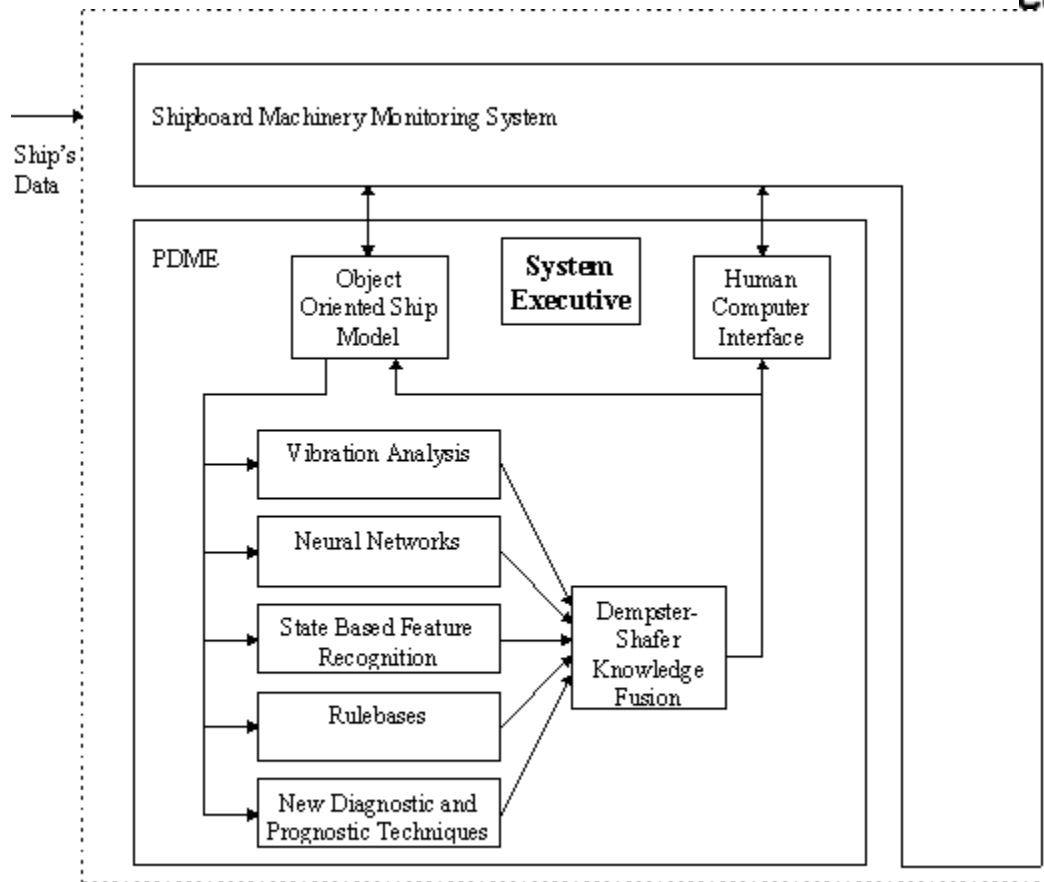 Shipboard Machinery Monitoring System
Ship's
Data
PDME
Object
Oriented Ship
Model
System
Executive
Human
Computer
Interface
Vibration Analysis
Neural Networks
State Based Feature
Recognition
Rulebases
New Diagnostic and
Prognostic Techniques
Dempster-
Shafer
Knowledge
Fusion